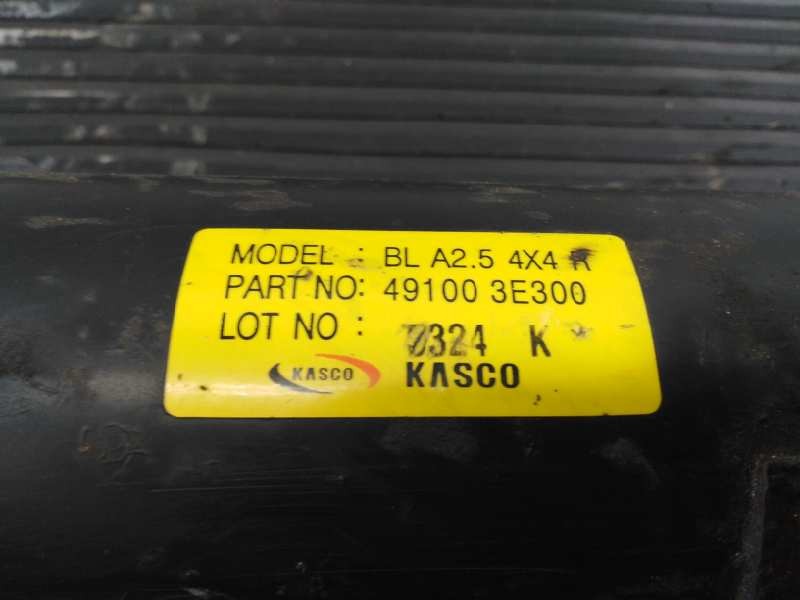 MODEL : BL A2.5 4X4 R
PART NO: 49100 3E300
LOT NO : 0324 K
KASCO KASCO